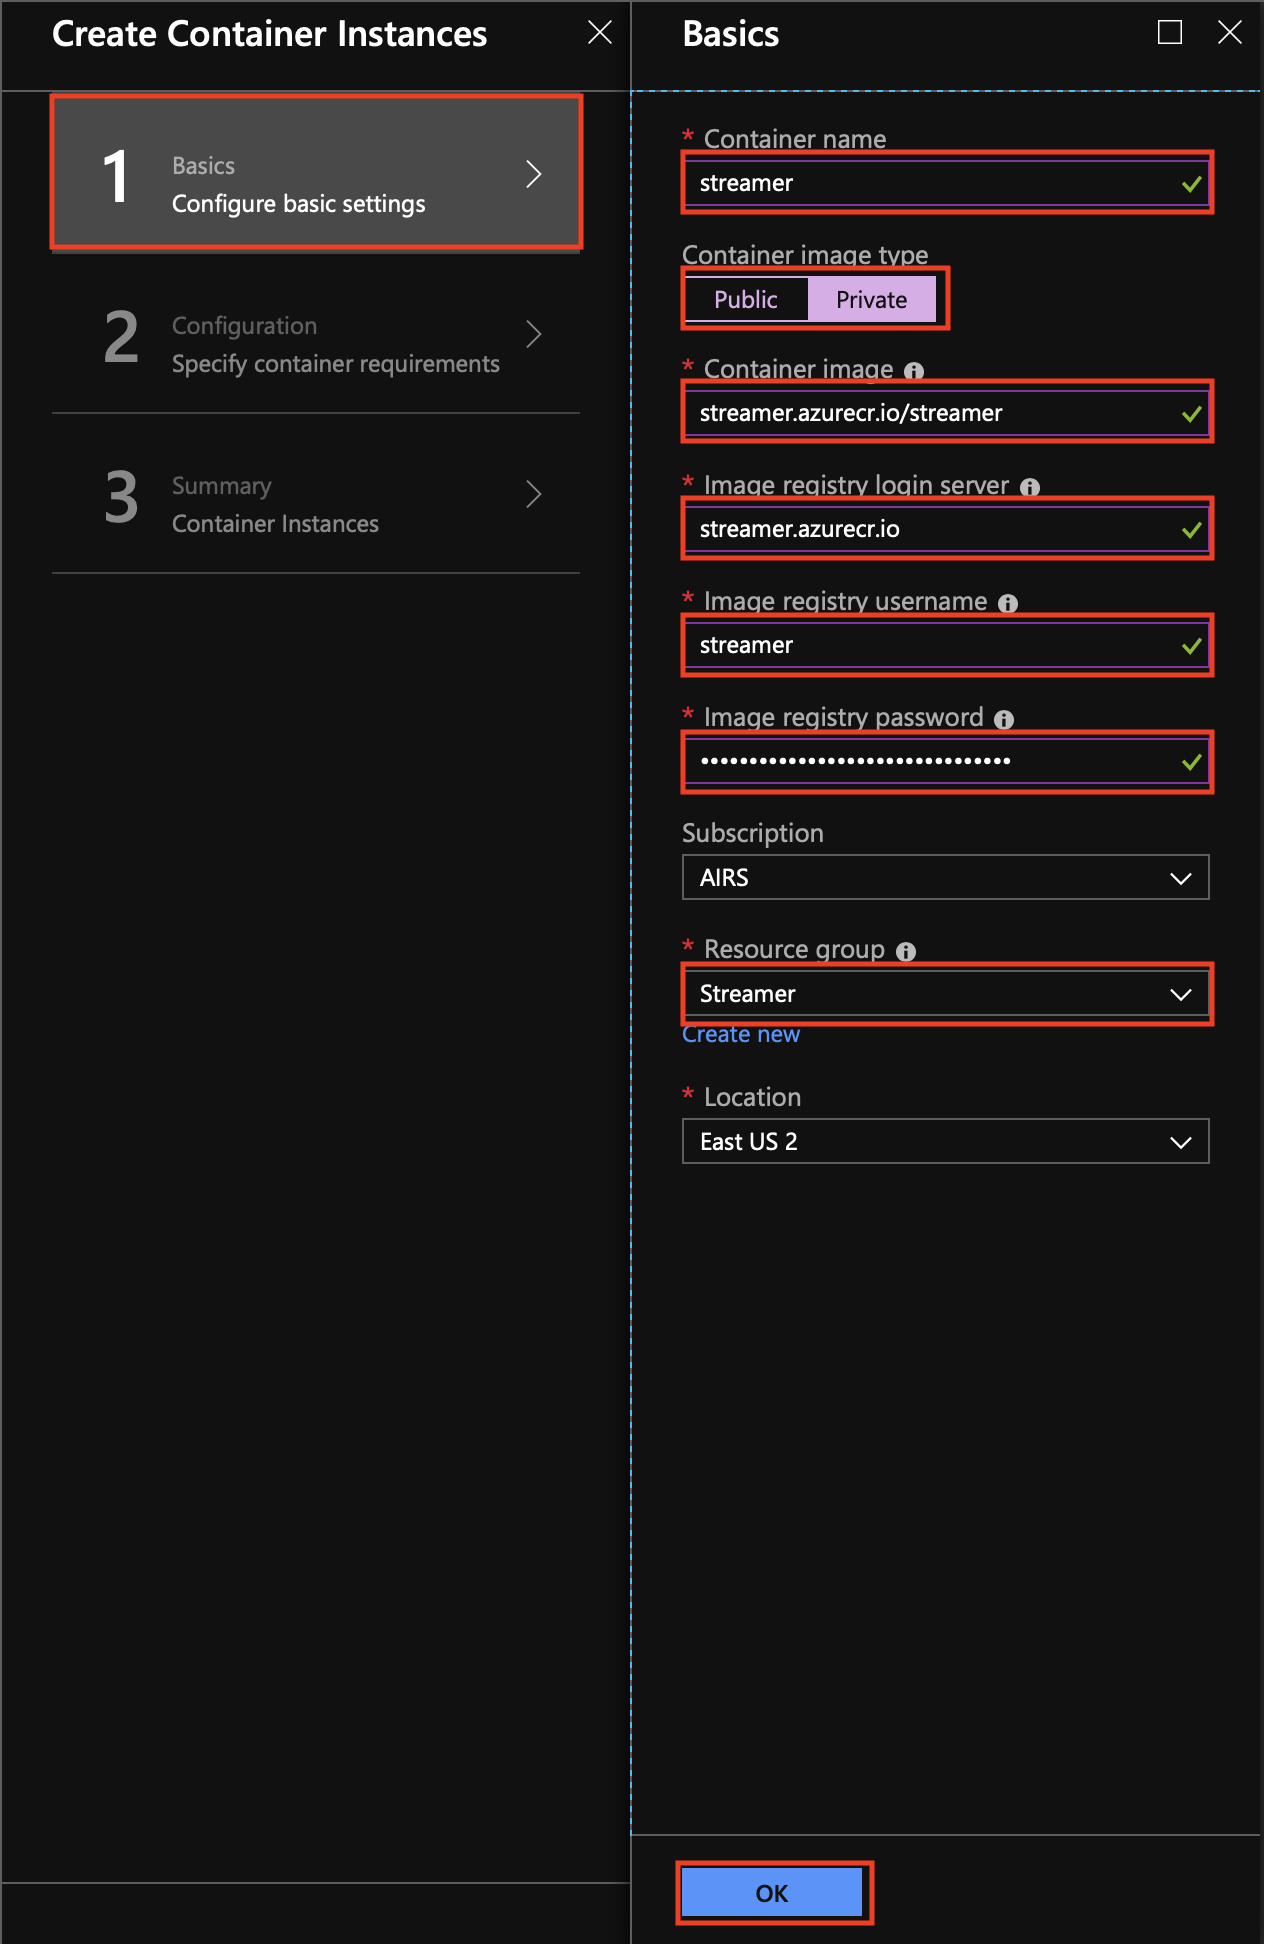 Create Container Instances
1
Basics
Configure basic settings
2
Configuration
Specify container requirements
3
Summary
Container Instances
Basics
* Container name
streamer
Container image type
Public
Private
* Container image
streamer.azurecr.io/streamer
* Image registry login server
streamer.azurecr.io
* Image registry username
streamer
* Image registry password
••••••••••••••••••••••••••••••••
Subscription
AIRS
* Resource group
Streamer
Create new
* Location
East US 2
OK